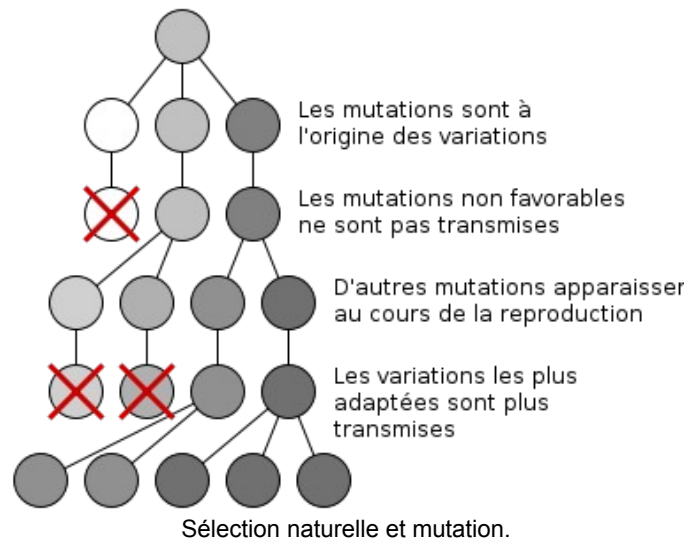 Les mutations sont à
l'origine des variations
Les mutations non favorables
ne sont pas transmises
D'autres mutations apparaisser
au cours de la reproduction
Les variations les plus
adaptées sont plus
transmises
Sélection naturelle et mutation.